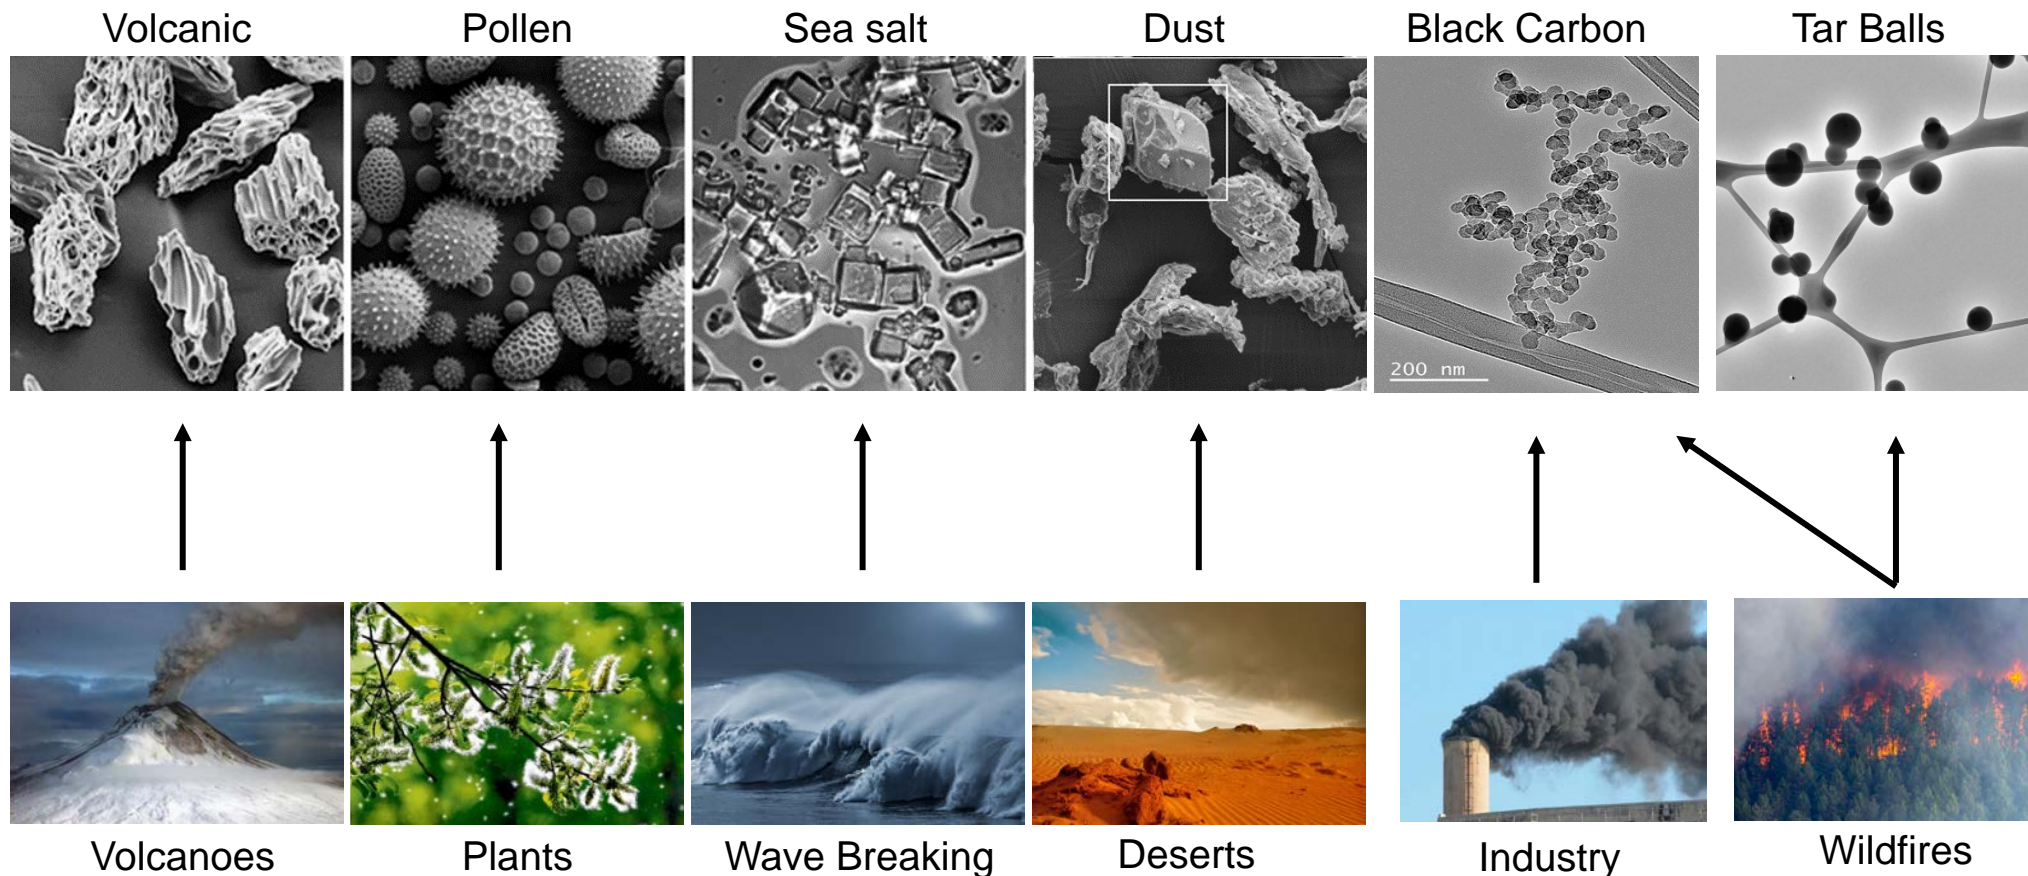 Volcanic
Pollen
Sea salt
Dust
Black Carbon
Tar Balls
200 nm
Volcanoes
Plants
Wave Breaking
Deserts
Industry
Wildfires